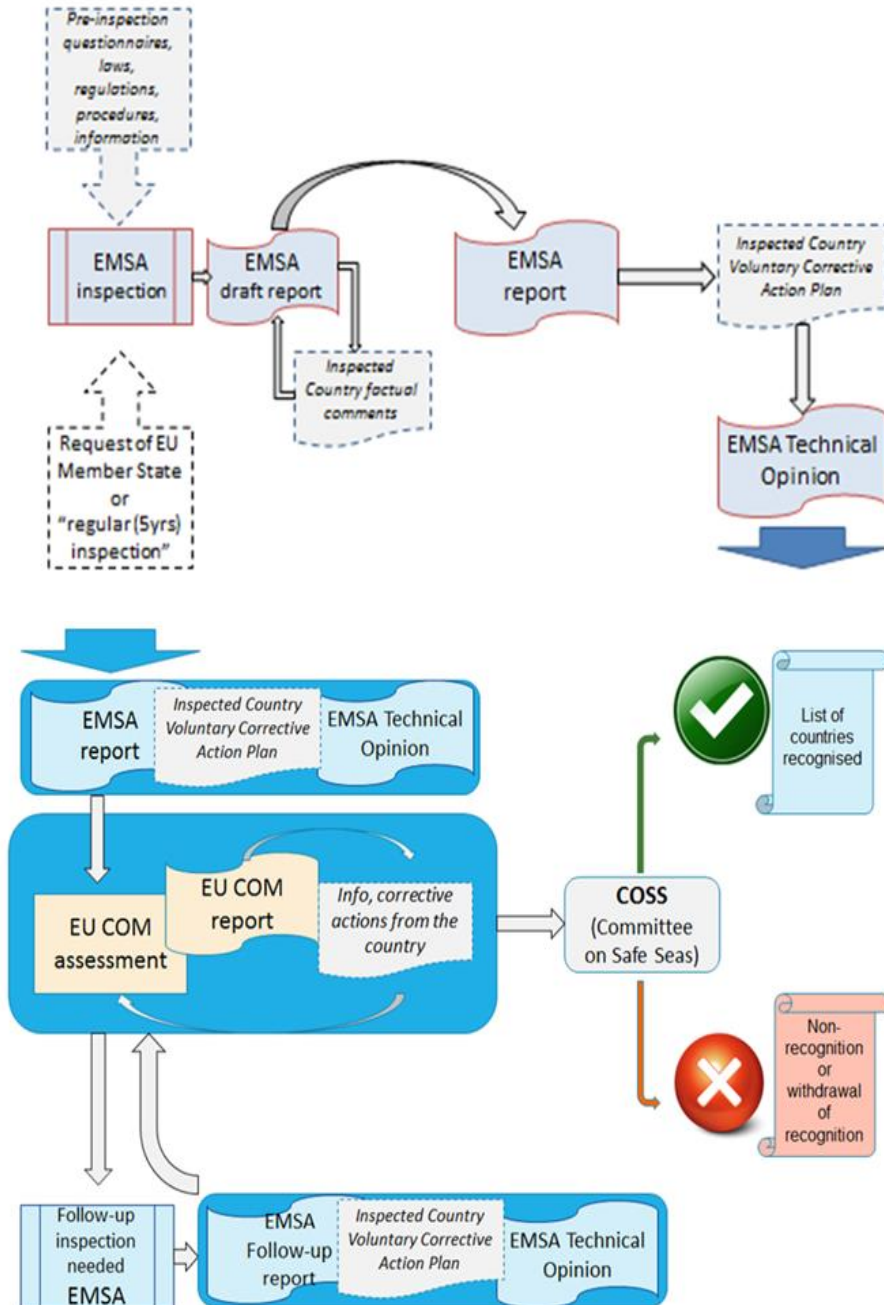 Pre-inspection
questionnaires,
laws,
regulations,
procedures,
information
EMSA
inspection
EMSA
draft report
EMSA
report
Inspected Country
Voluntary Corrective
Action Plan
Inspected
Country factual
comments
Request of EU
Member State
or
“regular (5yrs)
inspection”
EMSA Technical
Opinion
EMSA
report
Inspected Country
Voluntary Corrective
Action Plan
EMSA Technical
Opinion
List of
countries
recognised
EU COM
assessment
EU COM
report
Info, corrective
actions from the
country
COSS
(Committee
on Safe Seas)
Non-
recognition
or
withdrawal
of
recognition
Follow-up
inspection
needed
EMSA
EMSA
Follow-up
report
Inspected Country
Voluntary Corrective
Action Plan
EMSA Technical
Opinion